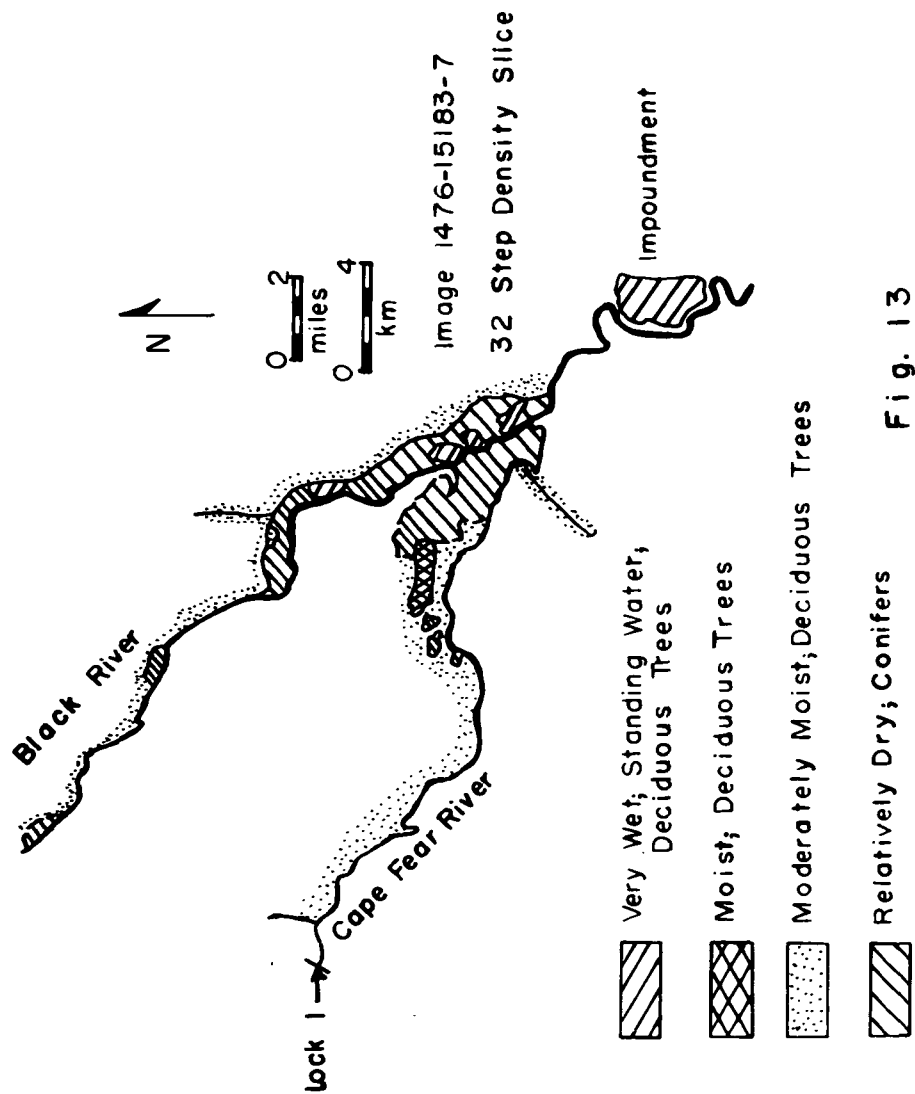 Black River
N
0 2
miles
0 4
km
Image 1476-15183-7
32 Step Density Slice
Lock 1
Cape Fear River
Impoundment
Very Wet; Standing Water;
Deciduous Trees
Moist; Deciduous Trees
Moderately Moist; Deciduous Trees
Relatively Dry; Conifers
Fig. 13